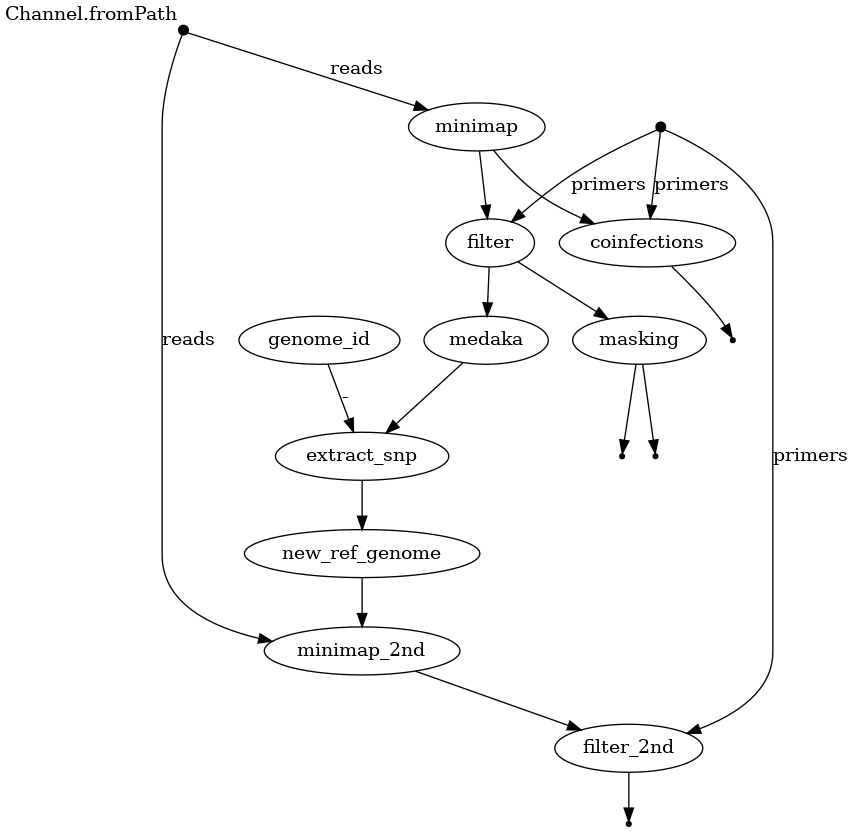 Channel.fromPath
reads
minimap
primers
primers
filter
coinfections
genome_id
medaka
masking
reads
-
extract_snp
primers
new_ref_genome
minimap_2nd
filter_2nd